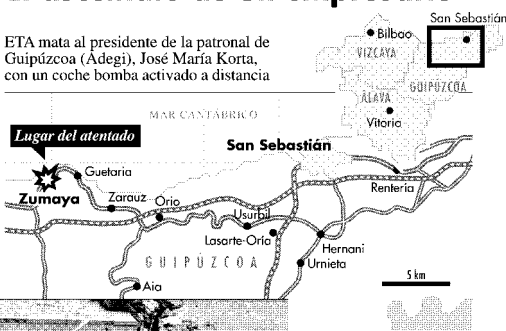 ETA mata al presidente de la patronal de
Guipúzcoa (Adegi), José María Korta,
con un coche bomba activado a distancia
San Sebastián
Bilbao
VIZCAYA
GUIPÚZCOA
ÁLAVA
Vitoria
MAR CANTÁBRICO
Lugar del atentado
San Sebastián
Guetaria
Zumaya
Zarauz
Orio
Usurbil
Rentería
Lasarte-Oria
Hernani
GUIPÚZCOA
Urnieta
Aia
5 km